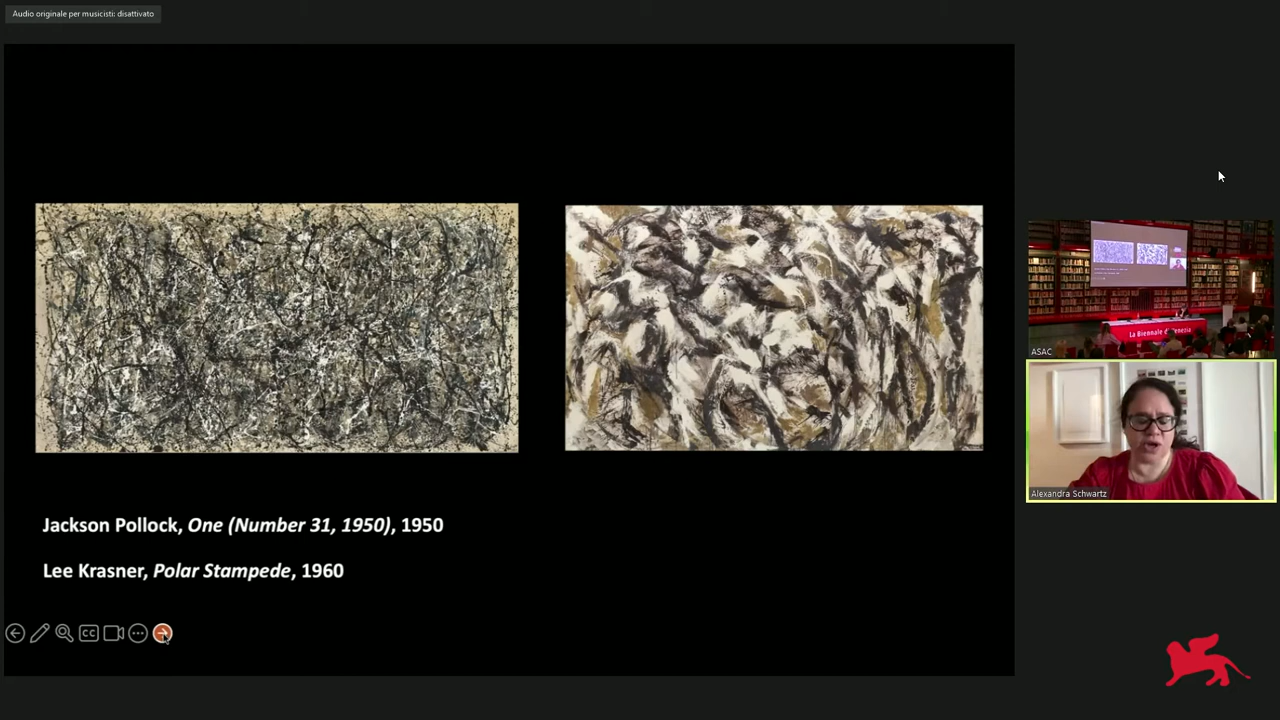 Audio originale per musicisti: disattivato
Jackson Pollock, One (Number 31, 1950), 1950
Lee Krasner, Polar Stampede, 1960
CC
La Biennale di Venezia
ASAC
Alexandra Schwartz